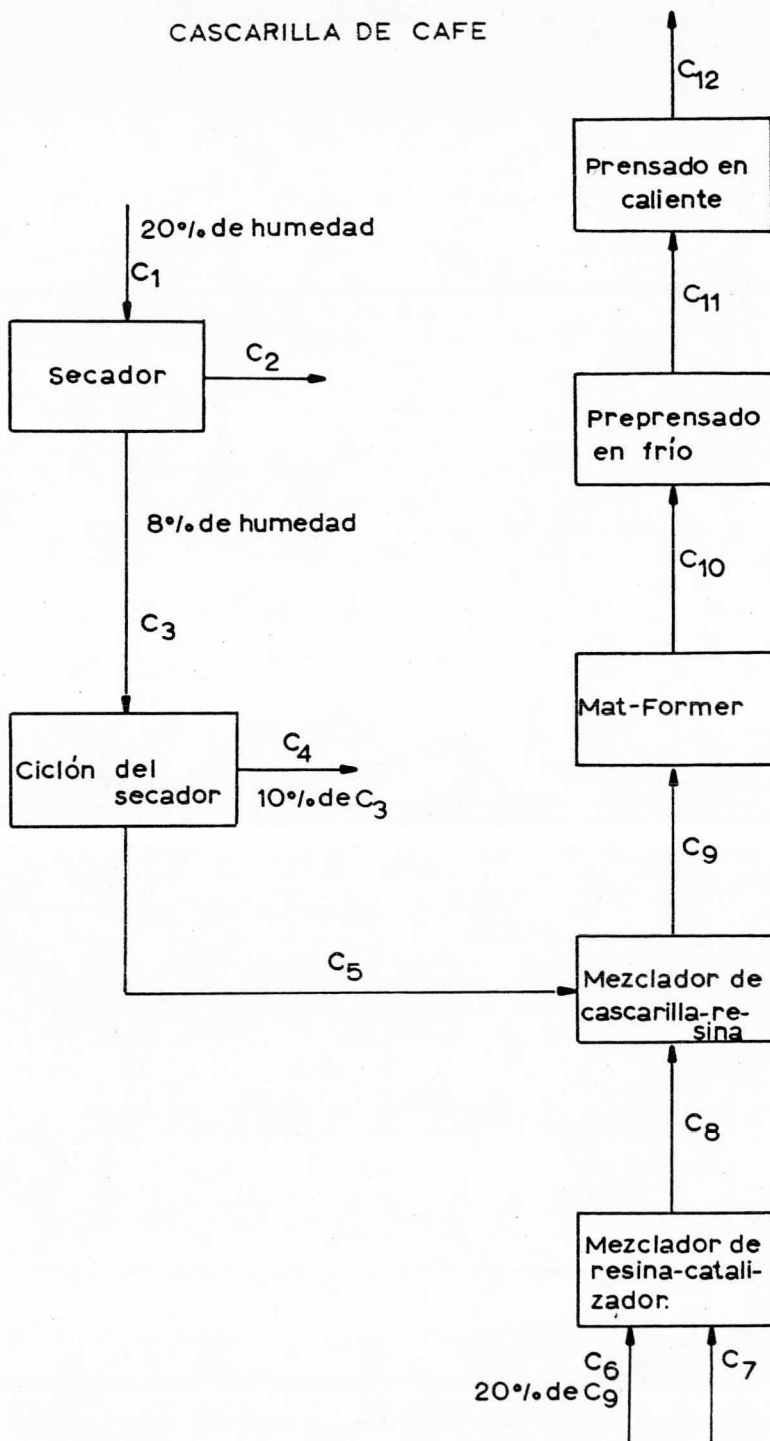 CASCARILLA DE CAFE
20% de humedad
C1
Secador
C2
8% de humedad
C3
Ciclón del
secador
C4
10% de C3
C5
C12
Prensado en
caliente
C11
Preprensado
en frío
C10
Mat-Former
C9
Mezclador de
cascarilla-re-
sina
C8
Mezclador de
resina-catali-
zador.
C6
20% de C9
C7